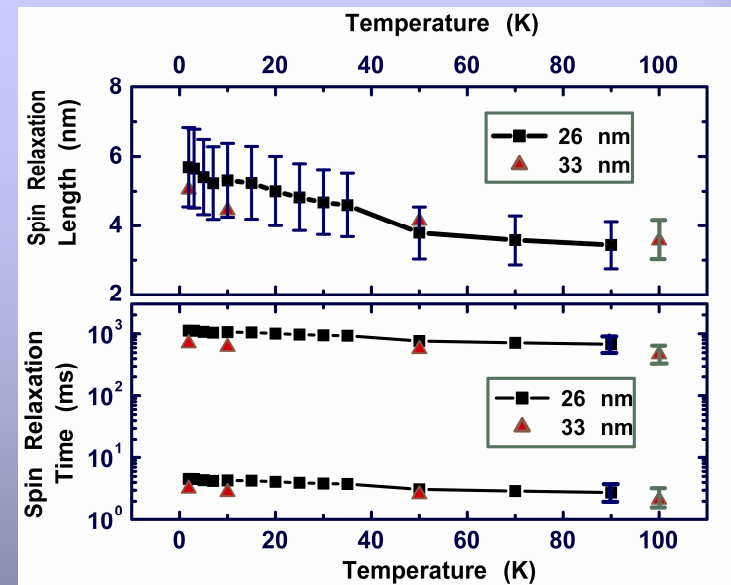 Temperature (K)
0 20 40 60 80 100
Spin Relaxation
Length (nm)
8
6
4
2
26 nm
33 nm
Spin Relaxation
Time (ms)
10³
10²
10¹
10⁰
26 nm
33 nm
0 20 40 60 80 100
Temperature (K)